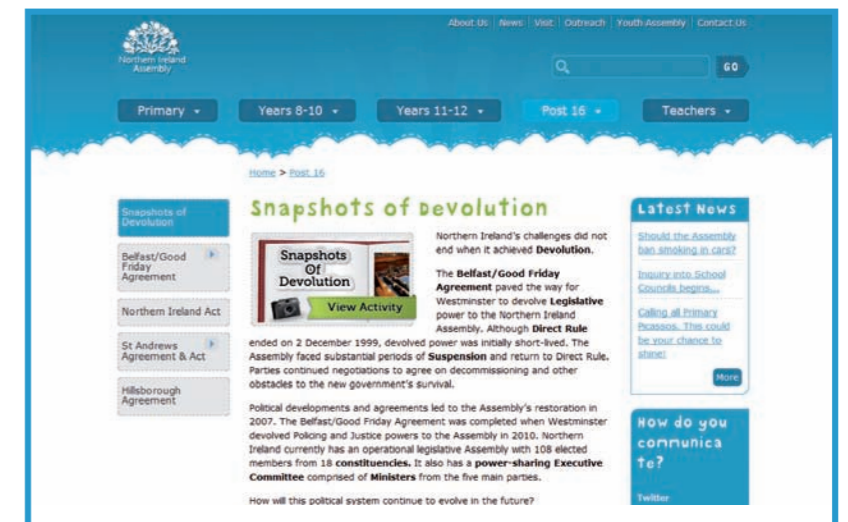 About Us | News | Visit | Outreach | Youth Assembly | Contact Us
Northern Ireland
Assembly
GO
Primary
Years 8-10
Years 11-12
Post 16
Teachers
Home > Post 16
Snapshots of
Devolution
Belfast/Good
Friday
Agreement
Northern Ireland Act
St Andrews
Agreement & Act
Hillsborough
Agreement
Snapshots of Devolution
Snapshots
Of
Devolution
View Activity
Northern Ireland's challenges did not
end when it achieved Devolution.
The Belfast/Good Friday
Agreement paved the way for
Westminster to devolve Legislative
power to the Northern Ireland
Assembly. Although Direct Rule
ended on 2 December 1999, devolved power was initially short-lived. The
Assembly faced substantial periods of Suspension and return to Direct Rule.
Parties continued negotiations to agree on decommissioning and other
obstacles to the new government's survival.
Political developments and agreements led to the Assembly's restoration in
2007. The Belfast/Good Friday Agreement was completed when Westminster
devolved Policing and Justice powers to the Assembly in 2010. Northern
Ireland currently has an operational legislative Assembly with 108 elected
members from 18 constituencies. It also has a power-sharing Executive
Committee comprised of Ministers from the five main parties.
How will this political system continue to evolve in the future?
Latest News
Should the Assembly
ban smoking in cars?
Inquiry into School
Councils begins...
Calling all Primary
Picassos. This could
be your chance to
shine!
More
How do you
communica
te?
Twitter